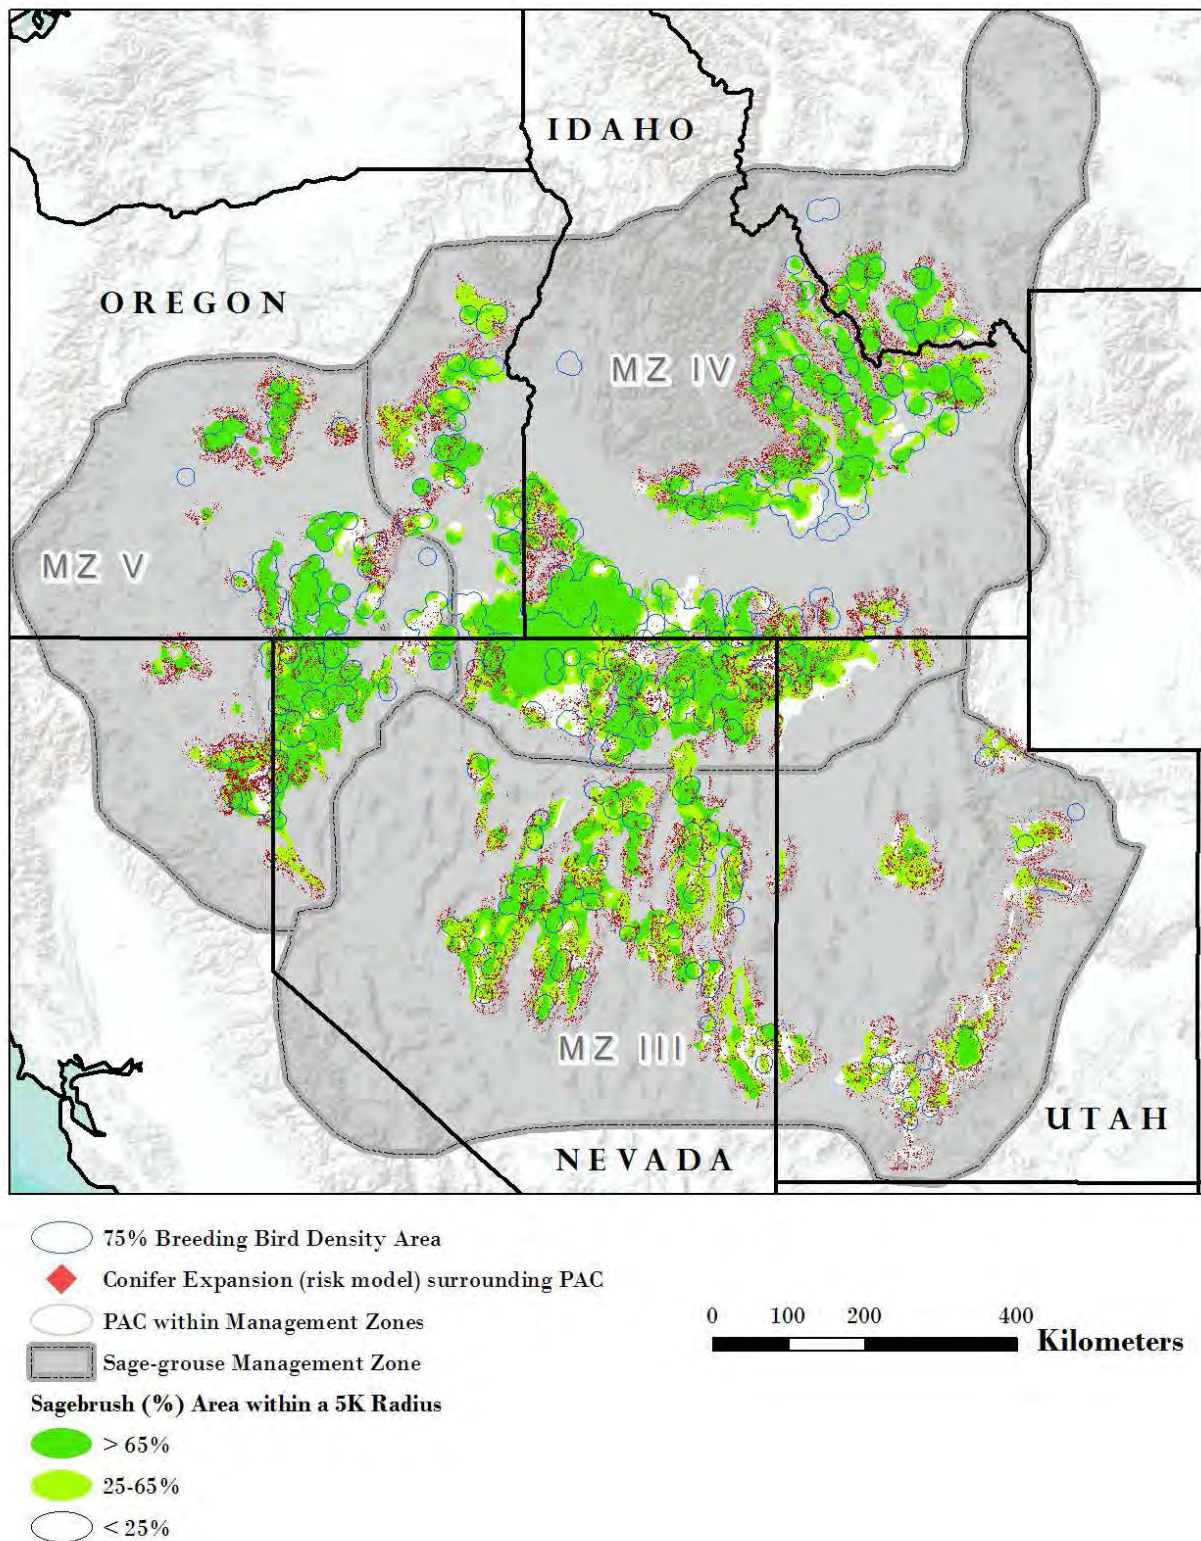 IDAHO
OREGON
MZ IV
MZ V
MZ III
UTAH
NEVADA
75% Breeding Bird Density Area
Conifer Expansion (risk model) surrounding PAC
PAC within Management Zones
Sage-grouse Management Zone
Sagebrush (%) Area within a 5K Radius
> 65%
25-65%
< 25%
0 100 200 400
Kilometers